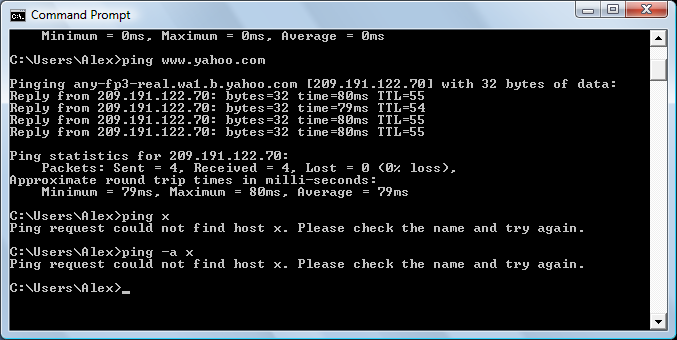 Command Prompt
Minimum = 0ms, Maximum = 0ms, Average = 0ms
C:\Users\Alex>ping www.yahoo.com
Pinging any-fp3-real.wa1.b.yahoo.com [209.191.122.70] with 32 bytes of data:
Reply from 209.191.122.70: bytes=32 time=80ms TTL=55
Reply from 209.191.122.70: bytes=32 time=79ms TTL=54
Reply from 209.191.122.70: bytes=32 time=80ms TTL=55
Reply from 209.191.122.70: bytes=32 time=80ms TTL=55
Ping statistics for 209.191.122.70:
Packets: Sent = 4, Received = 4, Lost = 0 (0% loss),
Approximate round trip times in milli-seconds:
Minimum = 79ms, Maximum = 80ms, Average = 79ms
C:\Users\Alex>ping x
Ping request could not find host x. Please check the name and try again.
C:\Users\Alex>ping -a x
Ping request could not find host x. Please check the name and try again.
C:\Users\Alex>_